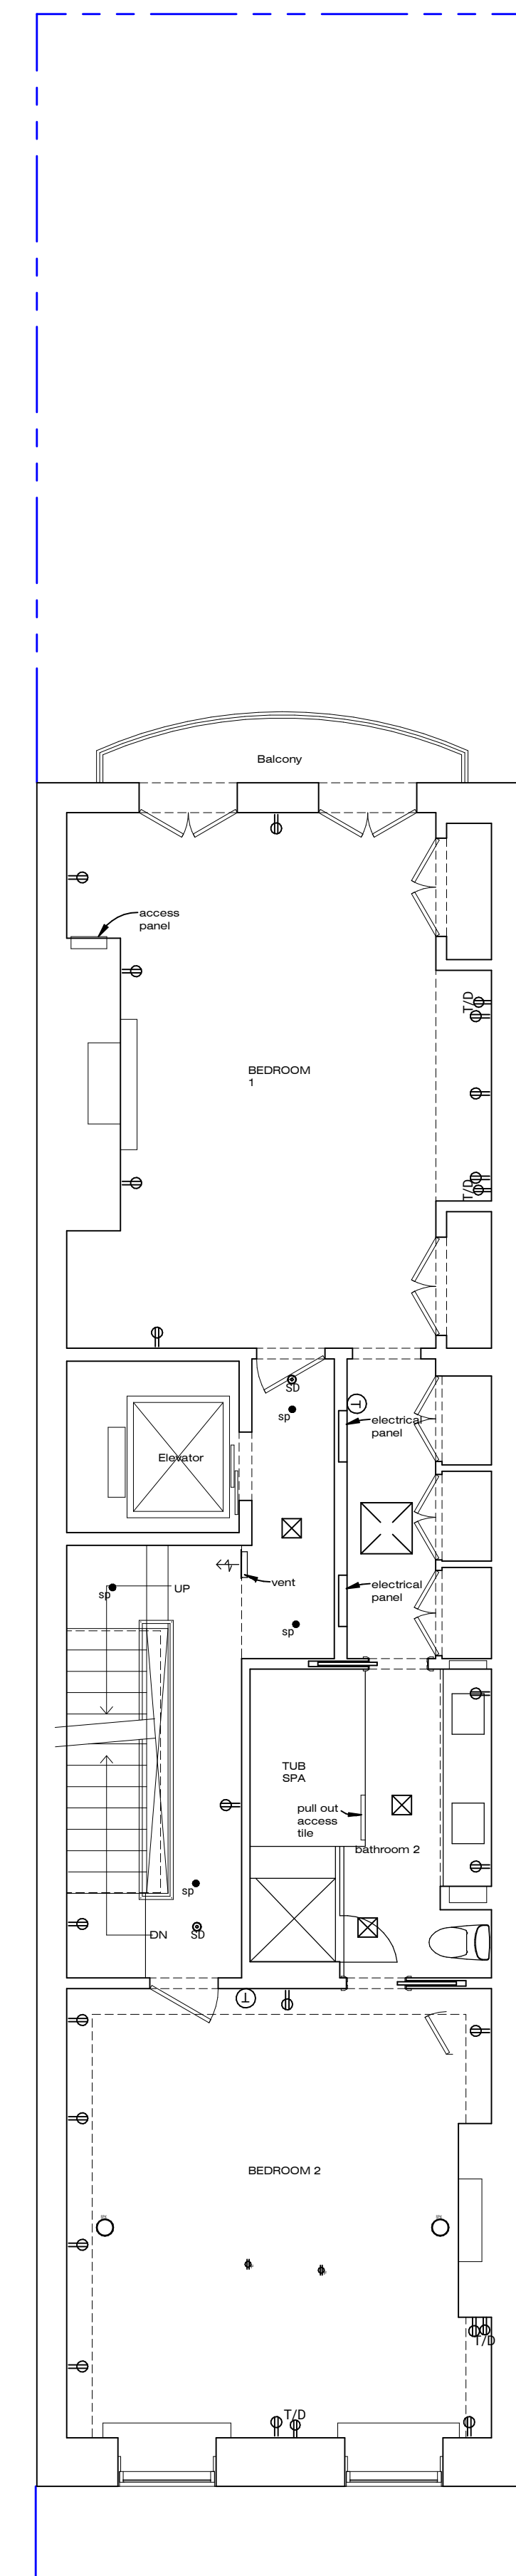 Balcony
access
panel
T/D
BEDROOM
1
T/D
SD
sp
electrical
panel
Elevator
vent
electrical
panel
UP
sp
sp
TUB
SPA
pull out
access
tile
bathroom 2
sp
DN
SD
BEDROOM 2
T/D
T/D